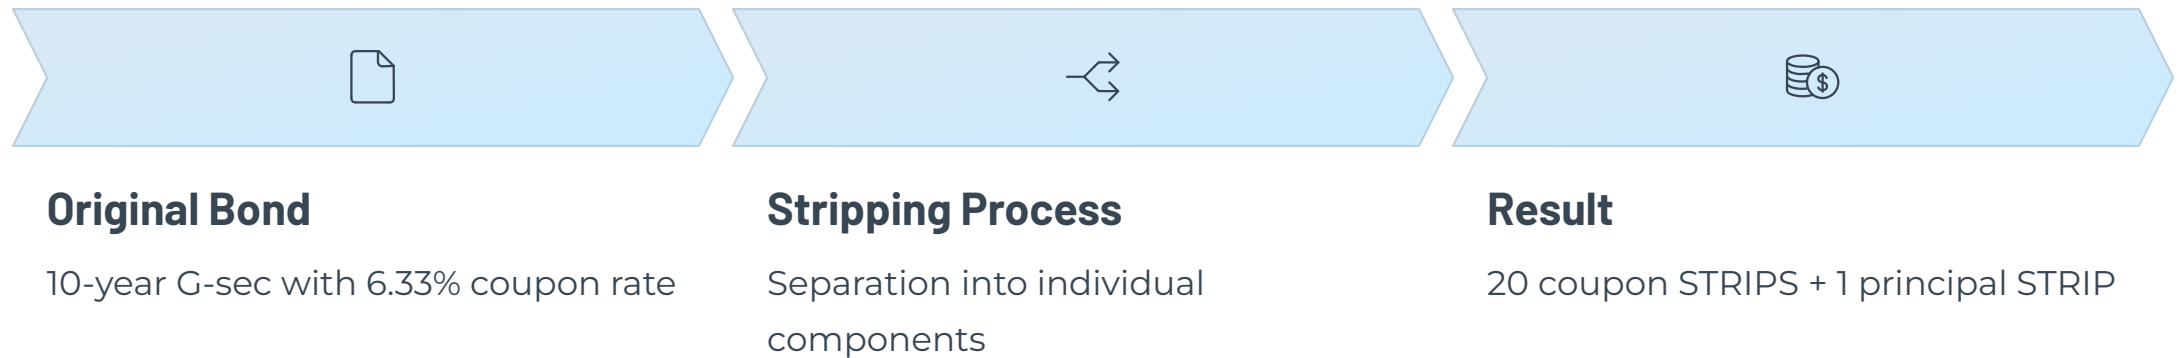 Original Bond
10-year G-sec with 6.33% coupon rate
Stripping Process
Separation into individual
components
Result
20 coupon STRIPS + 1 principal STRIP